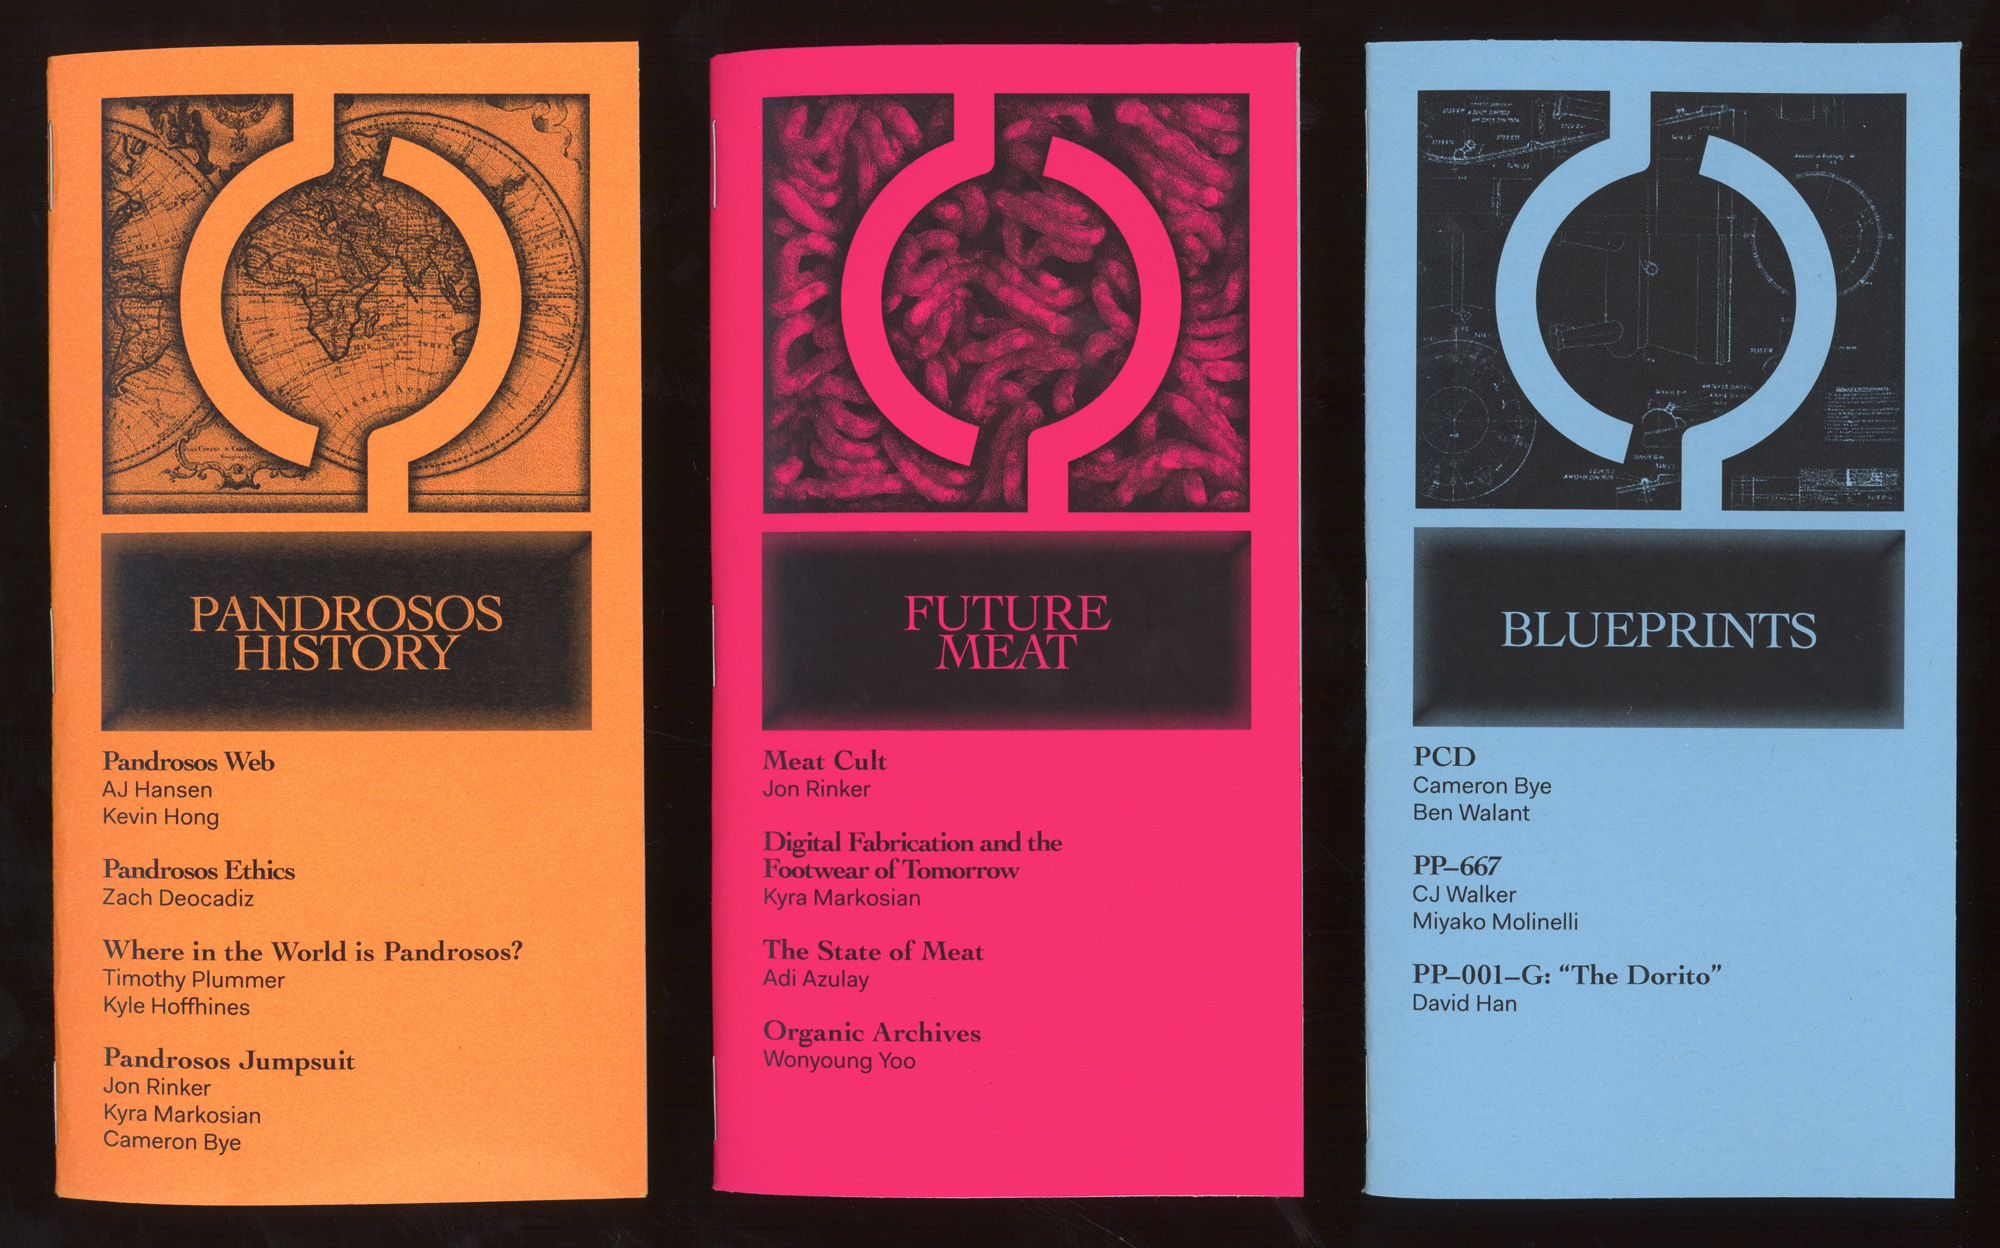 PANDROSOS
HISTORY
Pandrosos Web
AJ Hansen
Kevin Hong
Pandrosos Ethics
Zach Deocadiz
Where in the World is Pandrosos?
Timothy Plummer
Kyle Hoffhines
Pandrosos Jumpsuit
Jon Rinker
Kyra Markosian
Cameron Bye
FUTURE
MEAT
Meat Cult
Jon Rinker
Digital Fabrication and the
Footwear of Tomorrow
Kyra Markosian
The State of Meat
Adi Azulay
Organic Archives
Wonyoung Yoo
BLUEPRINTS
PCD
Cameron Bye
Ben Walant
PP–667
CJ Walker
Miyako Molinelli
PP–001–G: “The Dorito”
David Han